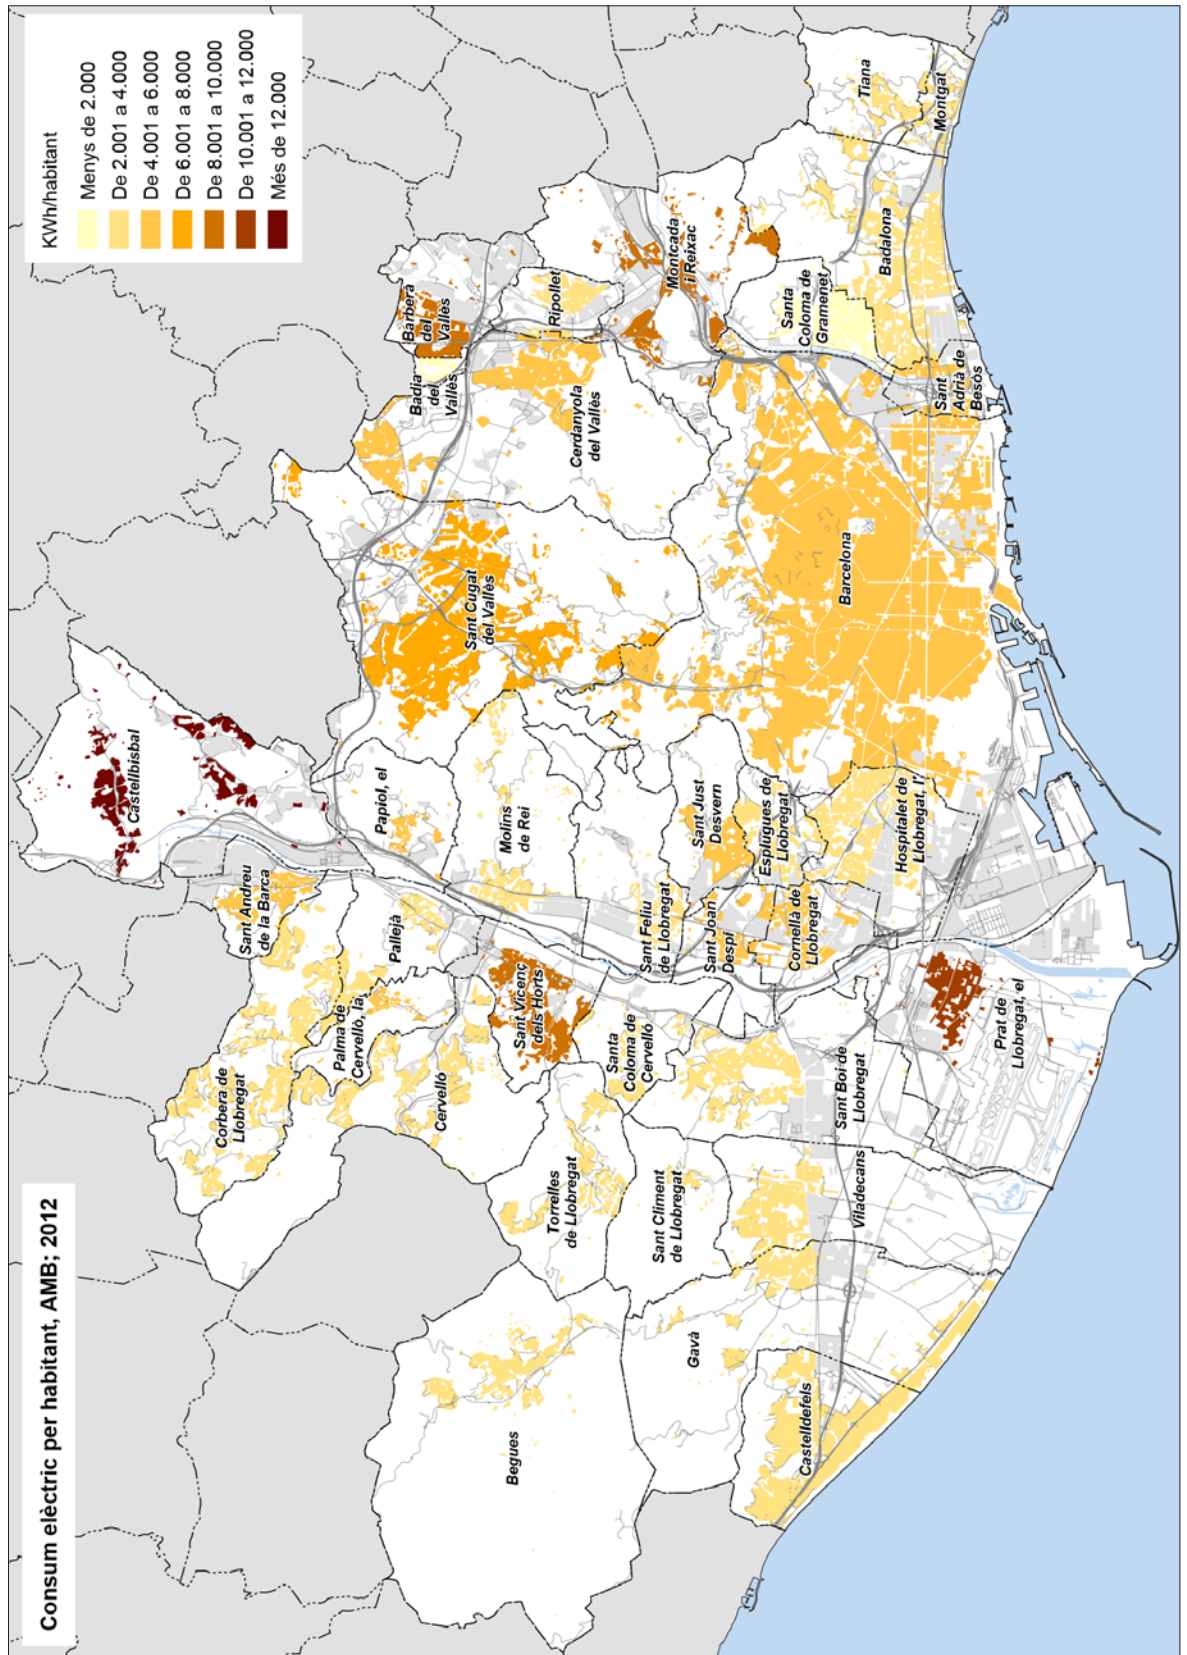 Consum elèctric per habitant, AMB; 2012
KWh/habitant
Menys de 2.000
De 2.001 a 4.000
De 4.001 a 6.000
De 6.001 a 8.000
De 8.001 a 10.000
De 10.001 a 12.000
Més de 12.000
Castellbisbal
Sant Andreu
de la Barca
Corbera de
Llobregat
Papiol, el
Pallejà
Palma de
Cervelló, la
Cervelló
Sant Cugat
del Vallès
Badia
del
Vallès
Barberà
del
Vallès
Ripollet
Cerdanyola
del Vallès
Montcada
i Reixac
Molins
de Rei
Sant Vicenç
dels Horts
Torrelles
de Llobregat
Begues
Santa
Coloma de
Cervelló
Sant Climent
de Llobregat
Sant Feliu
de Llobregat
Sant Just
Desvern
Sant Joan
Despí
Esplugues de
Llobregat
Cornellà de
Llobregat
Hospitalet de
Llobregat, l'
Barcelona
Santa
Coloma de
Gramenet
Badalona
Tiana
Montgat
Sant
Adrià de
Besòs
Gavà
Castelldefels
Viladecans
Sant Boi de
Llobregat
Prat de
Llobregat, el